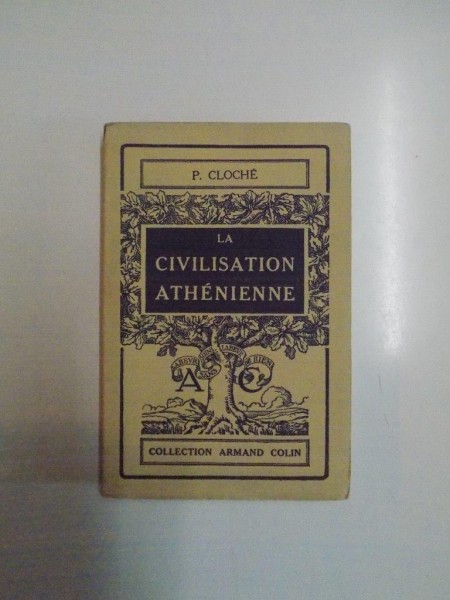 P. CLOCHÉ
LA
CIVILISATION
ATHÉNIENNE
A C
COLLECTION ARMAND COLIN